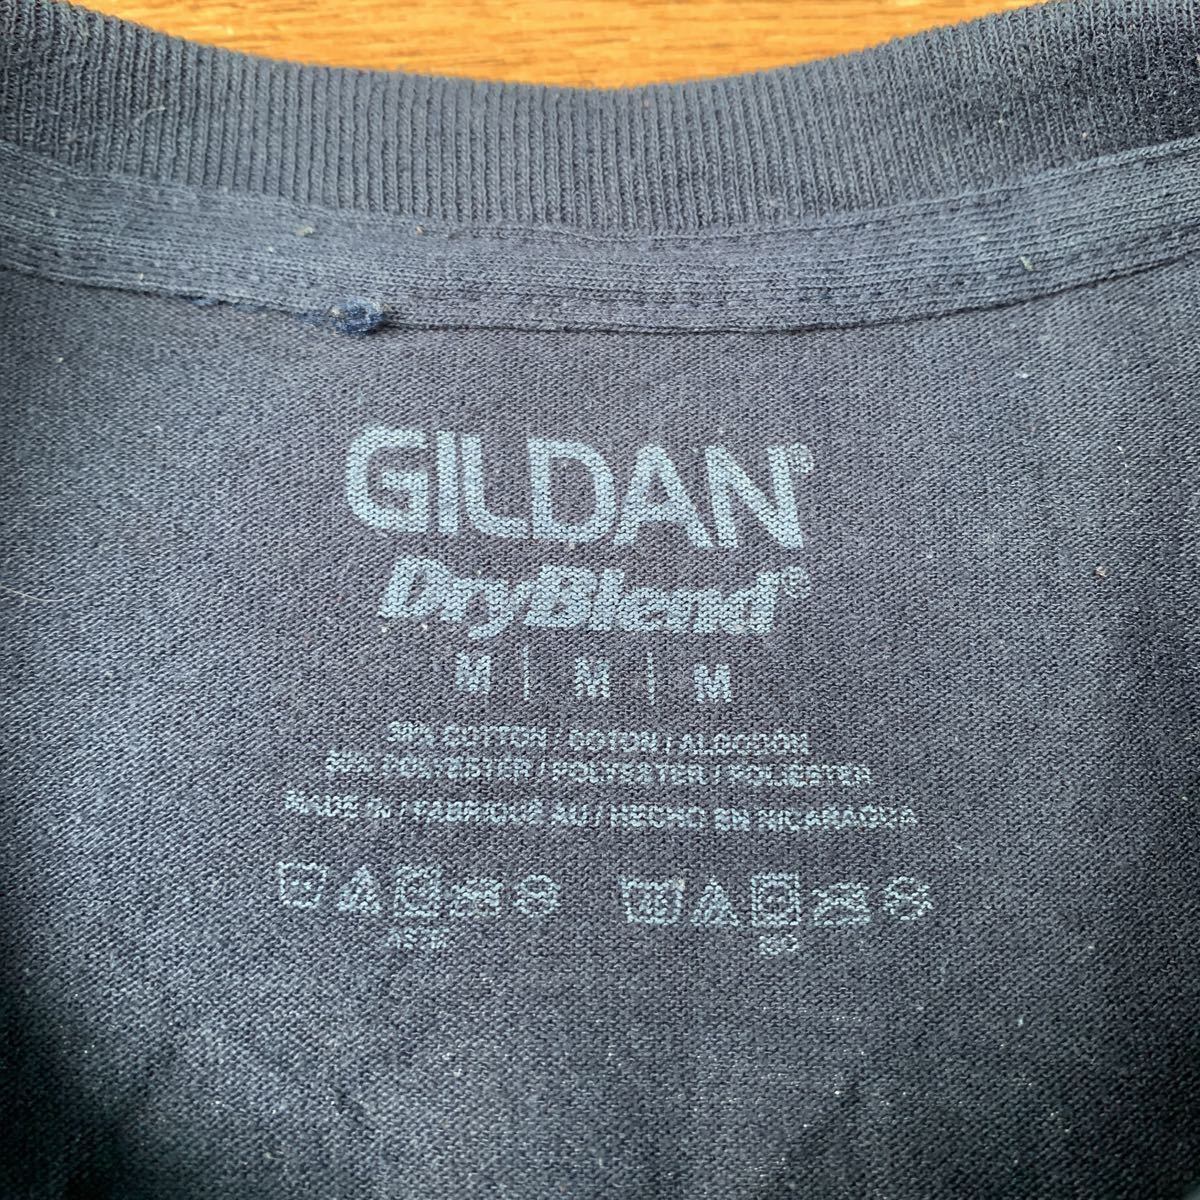 GILDAN®
DryBlend®
M | M | M
COTTON / COTON / ALGODÓN
POLYESTER / POLYESTER / POLIÉSTER
MADE IN / FABRIQUÉ AU / HECHO EN NICARAGUA